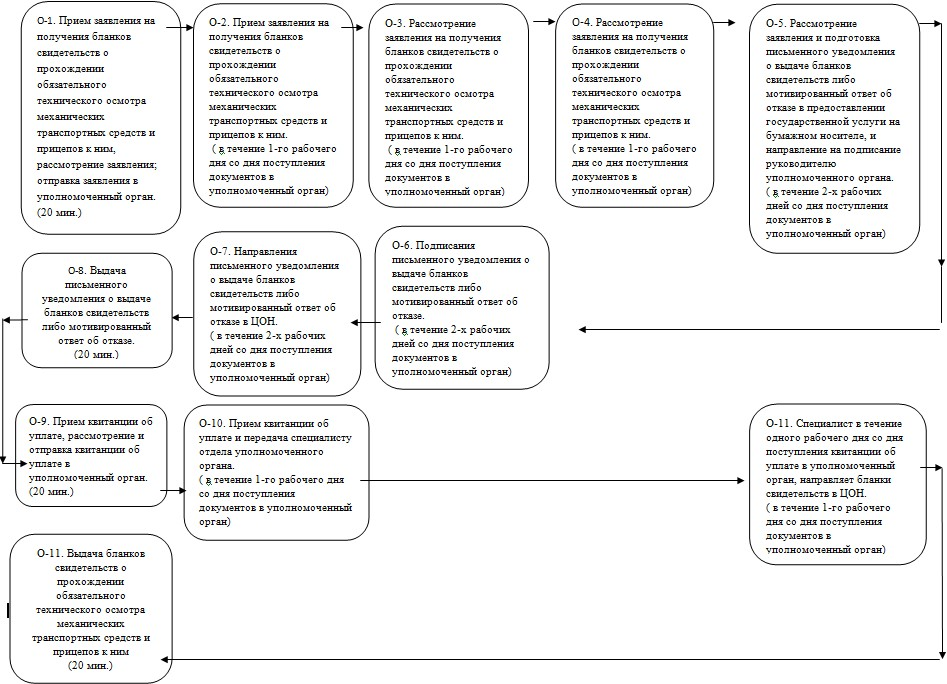 О-1. Прием заявления на
получения бланков
свидетельств о
прохождении
обязательного
технического осмотра
механических
транспортных средств и
прицепов к ним,
рассмотрение заявления;
отправка заявления в
уполномоченный орган.
(20 мин.)
О-2. Прием заявления на
получения бланков
свидетельств о
прохождении
обязательного
технического осмотра
механических
транспортных средств и
прицепов к ним.
( в течение 1-го рабочего
дня со дня поступления
документов в
уполномоченный орган)
О-3. Рассмотрение
заявления на получения
бланков свидетельств о
прохождении
обязательного
технического осмотра
механических
транспортных средств и
прицепов к ним.
( в течение 1-го рабочего
дня со дня поступления
документов в
уполномоченный орган)
О-4. Рассмотрение
заявления на получения
бланков свидетельств о
прохождении
обязательного
технического осмотра
механических
транспортных средств и
прицепов к ним.
( в течение 1-го рабочего
дня со дня поступления
документов в
уполномоченный орган)
О-5. Рассмотрение
заявления и подготовка
письменного уведомления
о выдаче бланков
свидетельств либо
мотивированный ответ об
отказе в предоставлении
государственной услуги на
бумажном носителе, и
направление на подписание
руководителю
уполномоченного органа.
( в течение 2-х рабочих
дней со дня поступления
документов в
уполномоченный орган)
О-8. Выдача
письменного
уведомления о выдаче
бланков свидетельств
либо мотивированный
ответ об отказе.
(20 мин.)
О-7. Направления
письменного уведомления
о выдаче бланков
свидетельств либо
мотивированный ответ об
отказе в ЦОН.
( в течение 2-х рабочих
дней со дня поступления
документов в
уполномоченный орган)
О-6. Подписания
письменного уведомления о
выдаче бланков
свидетельств либо
мотивированный ответ об
отказе.
( в течение 2-х рабочих
дней со дня поступления
документов в
уполномоченный орган)
О-9. Прием квитанции об
уплате, рассмотрение и
отправка квитанции об
уплате в
уполномоченный орган.
(20 мин.)
О-10. Прием квитанции об
уплате и передача специалисту
отдела уполномоченного
органа.
( в течение 1-го рабочего дня
со дня поступления
документов в уполномоченный
орган)
О-11. Специалист в течение
одного рабочего дня со дня
поступления квитанции об
уплате в уполномоченный
орган, направляет бланки
свидетельств в ЦОН.
( в течение 1-го рабочего
дня со дня поступления
документов в
уполномоченный орган)
О-11. Выдача бланков
свидетельств о
прохождении
обязательного
технического осмотра
механических
транспортных средств и
прицепов к ним
(20 мин.)